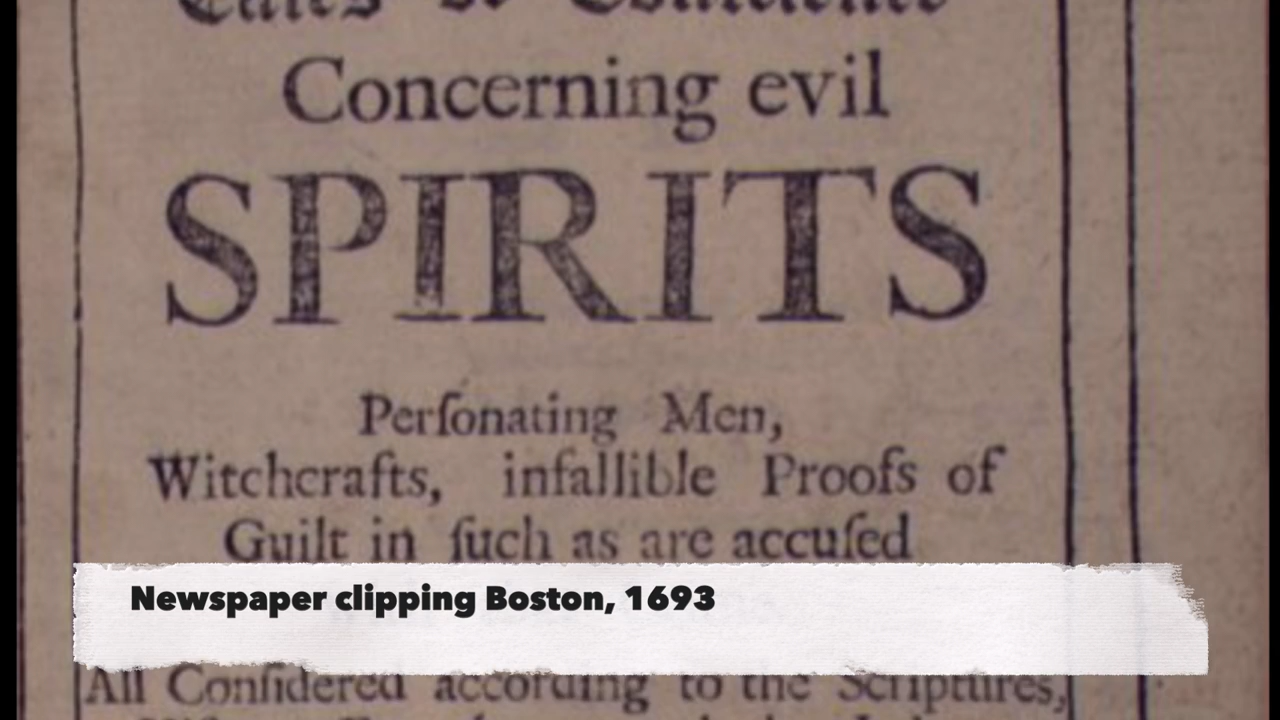 Concerning evil
SPIRITS
Perſonating Men,
Witchcrafts, infallible Proofs of
Guilt in ſuch as are accuſed
Newspaper clipping Boston, 1693
All Conſidered according to the Scriptures,